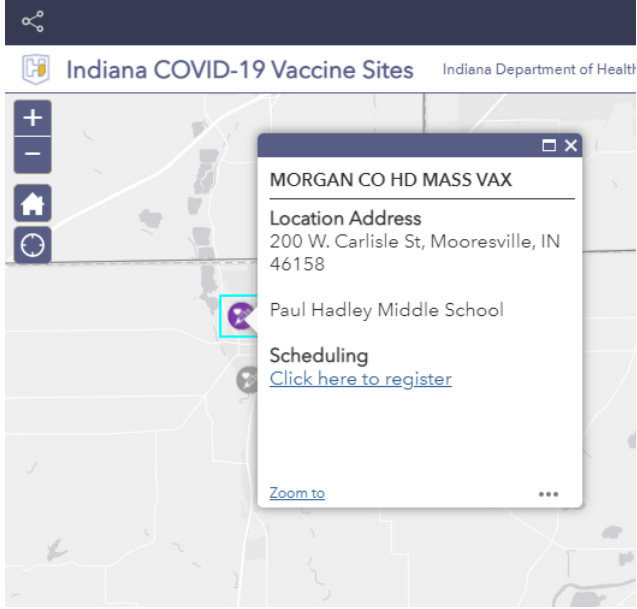 Indiana COVID-19 Vaccine Sites
Indiana Department of Health
+
−
MORGAN CO HD MASS VAX
Location Address
200 W. Carlisle St, Mooresville, IN
46158
Paul Hadley Middle School
Scheduling
Click here to register
Zoom to